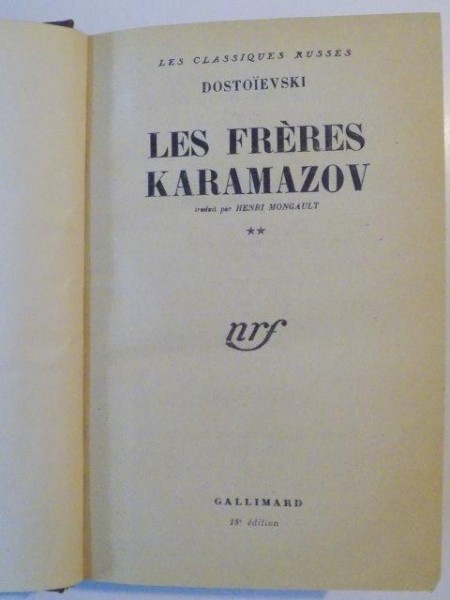 LES CLASSIQUES RUSSES
DOSTOÏEVSKI
LES FRÈRES
KARAMAZOV
traduit par HENRI MONGAULT
**
nrf
GALLIMARD
18e édition